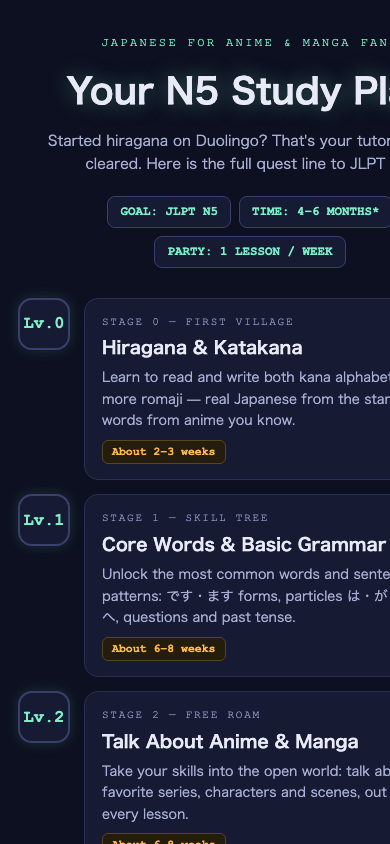 JAPANESE FOR ANIME & MANGA FAN
Your N5 Study Pla
Started hiragana on Duolingo? That's your tutor
cleared. Here is the full quest line to JLPT
GOAL: JLPT N5
TIME: 4–6 MONTHS*
PARTY: 1 LESSON / WEEK
Lv.0
STAGE 0 — FIRST VILLAGE
Hiragana & Katakana
Learn to read and write both kana alphabet
more romaji — real Japanese from the star
words from anime you know.
About 2–3 weeks
Lv.1
STAGE 1 — SKILL TREE
Core Words & Basic Grammar
Unlock the most common words and sente
patterns: です・ます forms, particles は・が
へ, questions and past tense.
About 6–8 weeks
Lv.2
STAGE 2 — FREE ROAM
Talk About Anime & Manga
Take your skills into the open world: talk ab
favorite series, characters and scenes, out
every lesson.
About 6–8 weeks